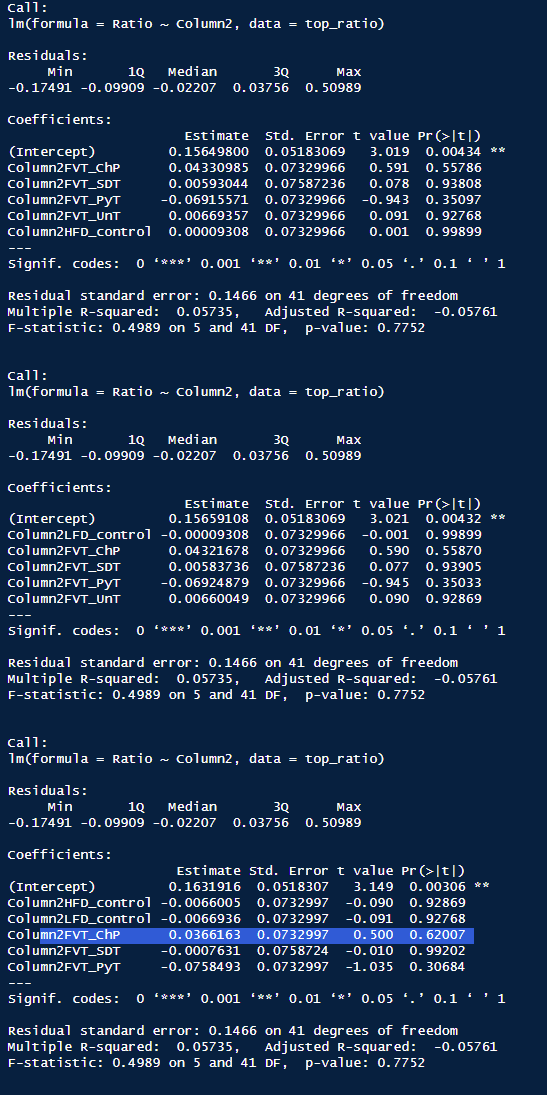 Call:
lm(formula = Ratio ~ Column2, data = top_ratio)

Residuals:
     Min       1Q   Median       3Q      Max
-0.17491 -0.09909 -0.02207  0.03756  0.50989

Coefficients:
                      Estimate  Std. Error t value Pr(>|t|)
(Intercept)         0.15649800  0.05183069   3.019  0.00434 **
Column2FVT_ChP      0.04330985  0.07329966   0.591  0.55786
Column2FVT_SDT      0.00593044  0.07587236   0.078  0.93808
Column2FVT_PyT     -0.06915571  0.07329966  -0.943  0.35097
Column2FVT_UnT      0.00669357  0.07329966   0.091  0.92768
Column2HFD_control  0.00009308  0.07329966   0.001  0.99899
---
Signif. codes:  0 ‘***’ 0.001 ‘**’ 0.01 ‘*’ 0.05 ‘.’ 0.1 ‘ ’ 1

Residual standard error: 0.1466 on 41 degrees of freedom
Multiple R-squared:  0.05735,   Adjusted R-squared:  -0.05761
F-statistic: 0.4989 on 5 and 41 DF,  p-value: 0.7752

Call:
lm(formula = Ratio ~ Column2, data = top_ratio)

Residuals:
     Min       1Q   Median       3Q      Max
-0.17491 -0.09909 -0.02207  0.03756  0.50989

Coefficients:
                      Estimate  Std. Error t value Pr(>|t|)
(Intercept)         0.15659108  0.05183069   3.021  0.00432 **
Column2LFD_control -0.00009308  0.07329966  -0.001  0.99899
Column2FVT_ChP      0.04321678  0.07329966   0.590  0.55870
Column2FVT_SDT      0.00583736  0.07587236   0.077  0.93905
Column2FVT_PyT     -0.06924879  0.07329966  -0.945  0.35033
Column2FVT_UnT      0.00660049  0.07329966   0.090  0.92869
---
Signif. codes:  0 ‘***’ 0.001 ‘**’ 0.01 ‘*’ 0.05 ‘.’ 0.1 ‘ ’ 1

Residual standard error: 0.1466 on 41 degrees of freedom
Multiple R-squared:  0.05735,   Adjusted R-squared:  -0.05761
F-statistic: 0.4989 on 5 and 41 DF,  p-value: 0.7752

Call:
lm(formula = Ratio ~ Column2, data = top_ratio)

Residuals:
     Min       1Q   Median       3Q      Max
-0.17491 -0.09909 -0.02207  0.03756  0.50989

Coefficients:
                     Estimate Std. Error t value Pr(>|t|)
(Intercept)         0.1631916  0.0518307   3.149  0.00306 **
Column2HFD_control -0.0066005  0.0732997  -0.090  0.92869
Column2LFD_control -0.0066936  0.0732997  -0.091  0.92768
Column2FVT_ChP      0.0366163  0.0732997   0.500  0.62007
Column2FVT_SDT     -0.0007631  0.0758724  -0.010  0.99202
Column2FVT_PyT     -0.0758493  0.0732997  -1.035  0.30684
---
Signif. codes:  0 ‘***’ 0.001 ‘**’ 0.01 ‘*’ 0.05 ‘.’ 0.1 ‘ ’ 1

Residual standard error: 0.1466 on 41 degrees of freedom
Multiple R-squared:  0.05735,   Adjusted R-squared:  -0.05761
F-statistic: 0.4989 on 5 and 41 DF,  p-value: 0.7752